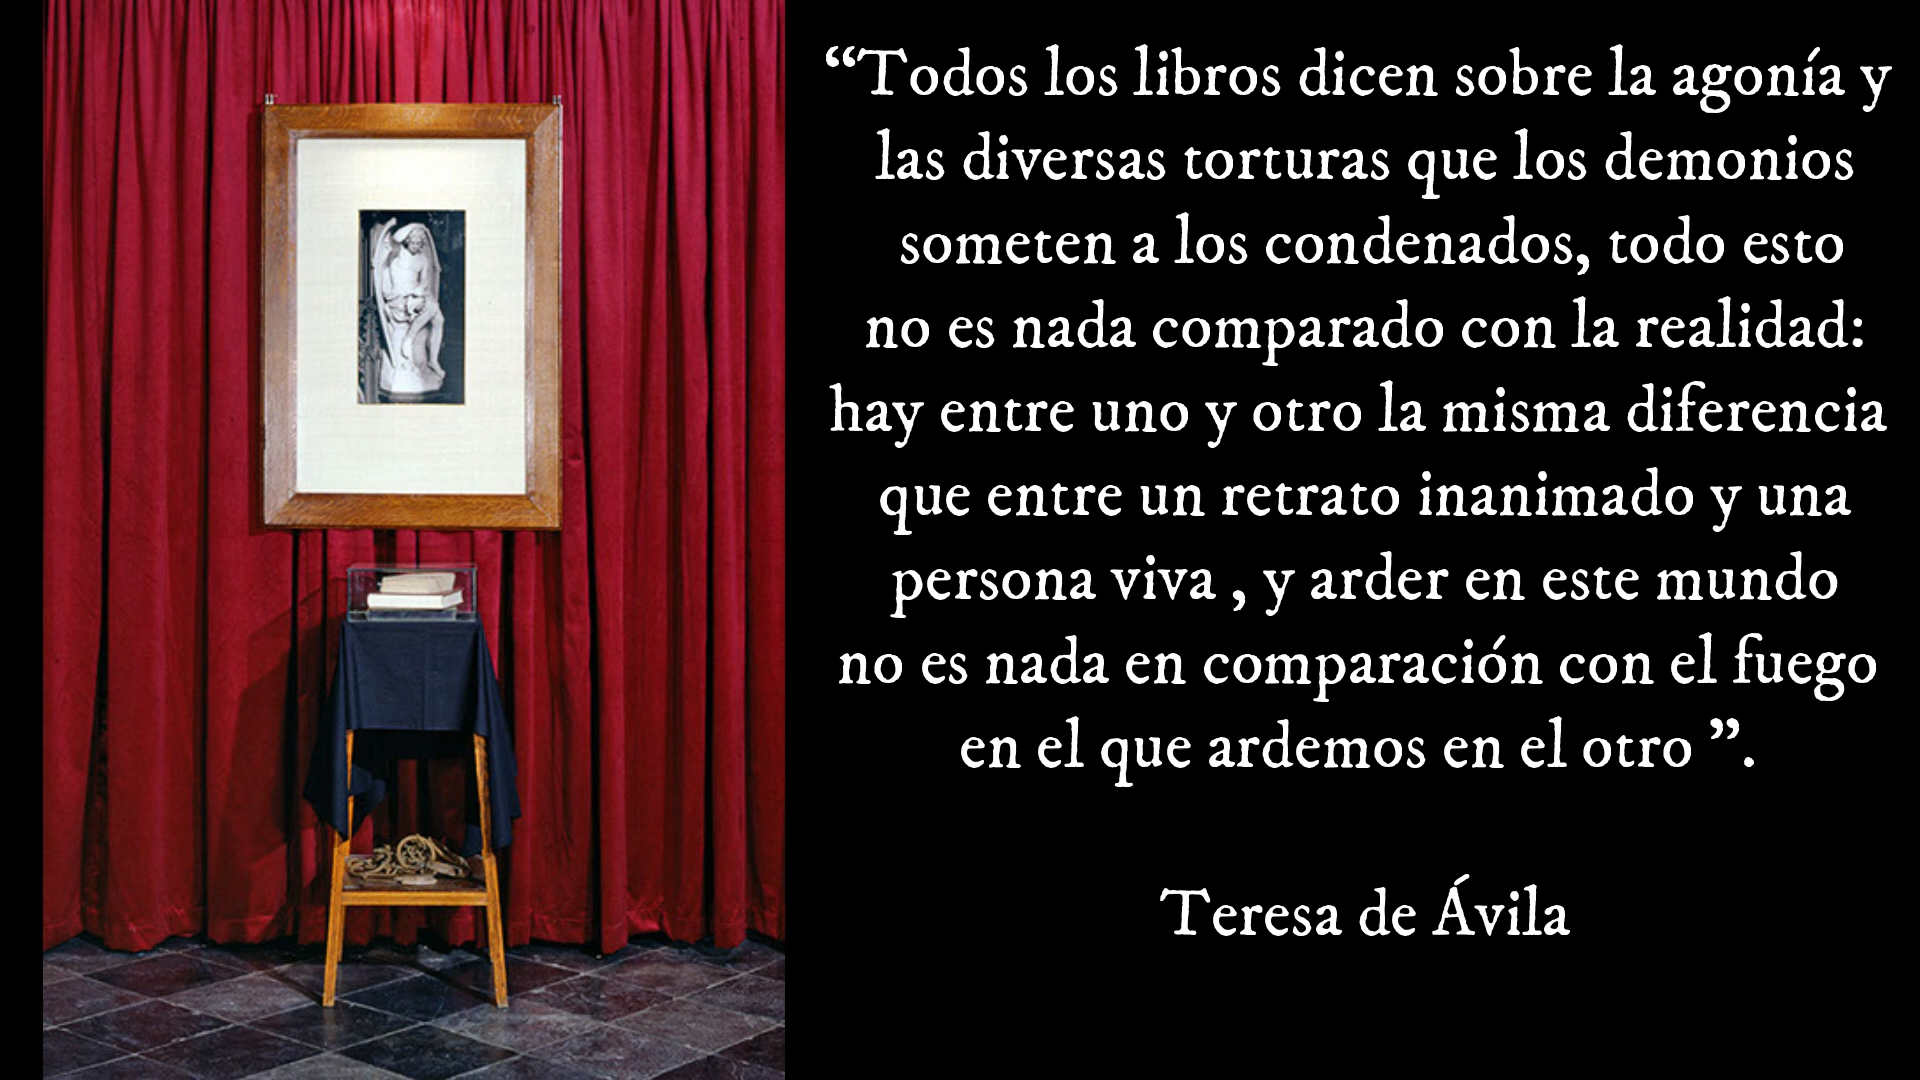 “Todos los libros dicen sobre la agonía y
las diversas torturas que los demonios
someten a los condenados, todo esto
no es nada comparado con la realidad:
hay entre uno y otro la misma diferencia
que entre un retrato inanimado y una
persona viva , y arder en este mundo
no es nada en comparación con el fuego
en el que ardemos en el otro ”.
Teresa de Ávila